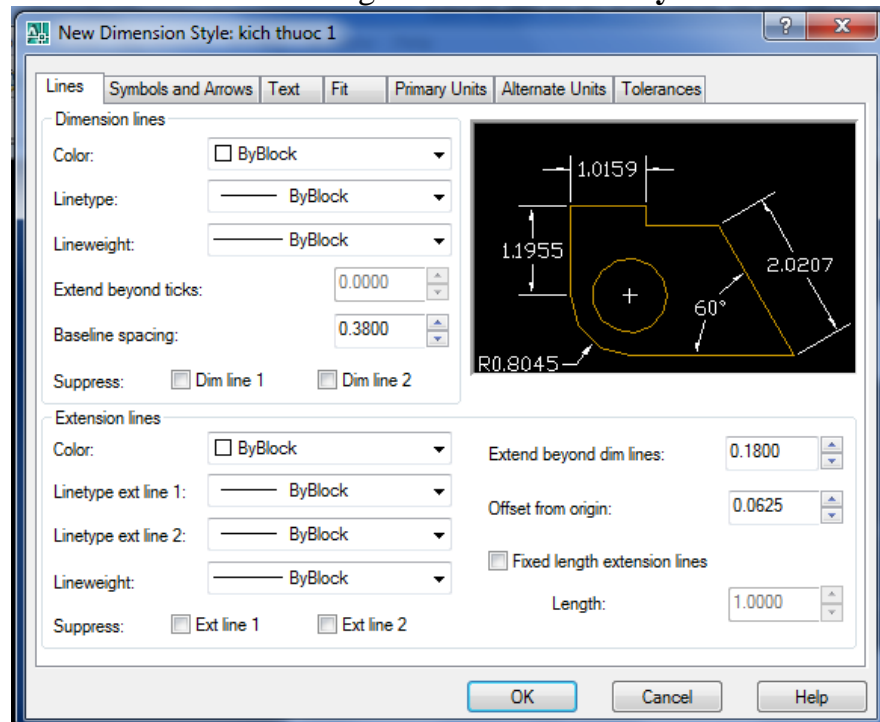 New Dimension Style: kich thuoc 1
Lines Symbols and Arrows Text Fit Primary Units Alternate Units Tolerances
Dimension lines
Color: ByBlock
Linetype: ByBlock
Lineweight: ByBlock
Extend beyond ticks: 0.0000
Baseline spacing: 0.3800
Suppress: Dim line 1 Dim line 2
1.0159
1.1955
2.0207
60°
R0.8045
Extension lines
Color: ByBlock
Linetype ext line 1: ByBlock
Linetype ext line 2: ByBlock
Lineweight: ByBlock
Suppress: Ext line 1 Ext line 2
Extend beyond dim lines: 0.1800
Offset from origin: 0.0625
Fixed length extension lines
Length: 1.0000
OK Cancel Help